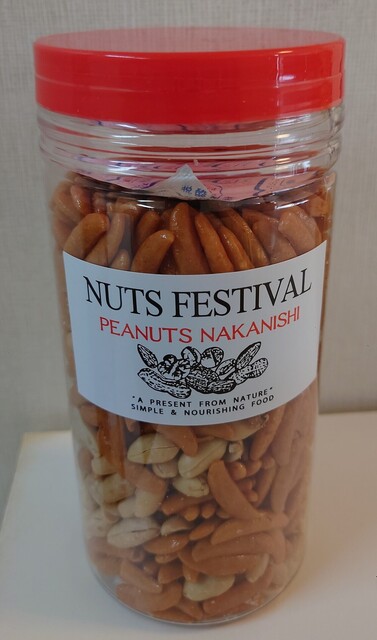 NUTS FESTIVAL
PEANUTS NAKANISHI
"A PRESENT FROM NATURE"
SIMPLE & NOURISHING FOOD